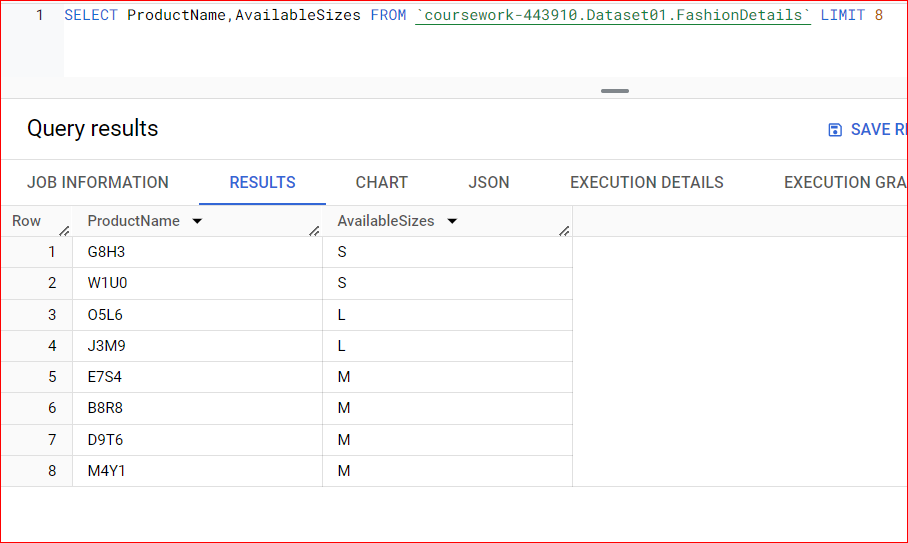 1 SELECT ProductName,AvailableSizes FROM `coursework-443910.Dataset01.FashionDetails` LIMIT 8
Query results SAVE RE
JOB INFORMATION RESULTS CHART JSON EXECUTION DETAILS EXECUTION GRA
Row ProductName AvailableSizes
1 G8H3 S
2 W1U0 S
3 O5L6 L
4 J3M9 L
5 E7S4 M
6 B8R8 M
7 D9T6 M
8 M4Y1 M